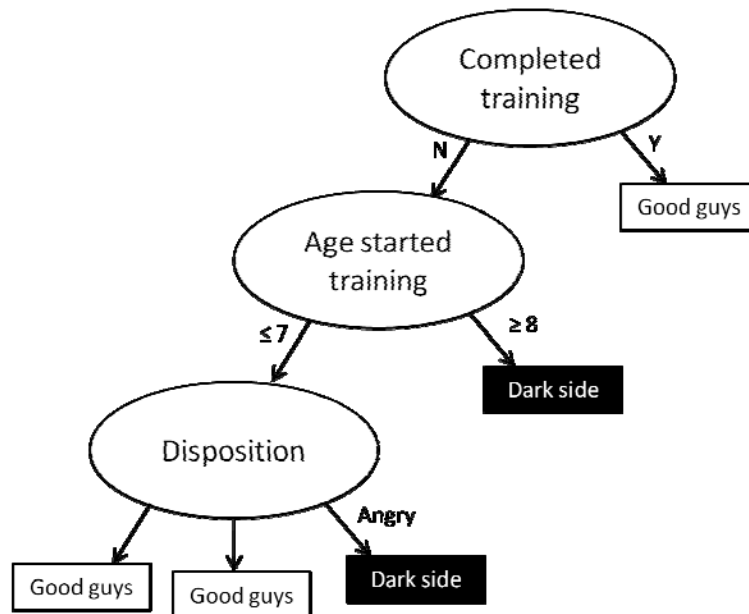 Completed
training
N
Y
Good guys
Age started
training
≤ 7
≥ 8
Dark side
Disposition
Angry
Good guys
Good guys
Dark side